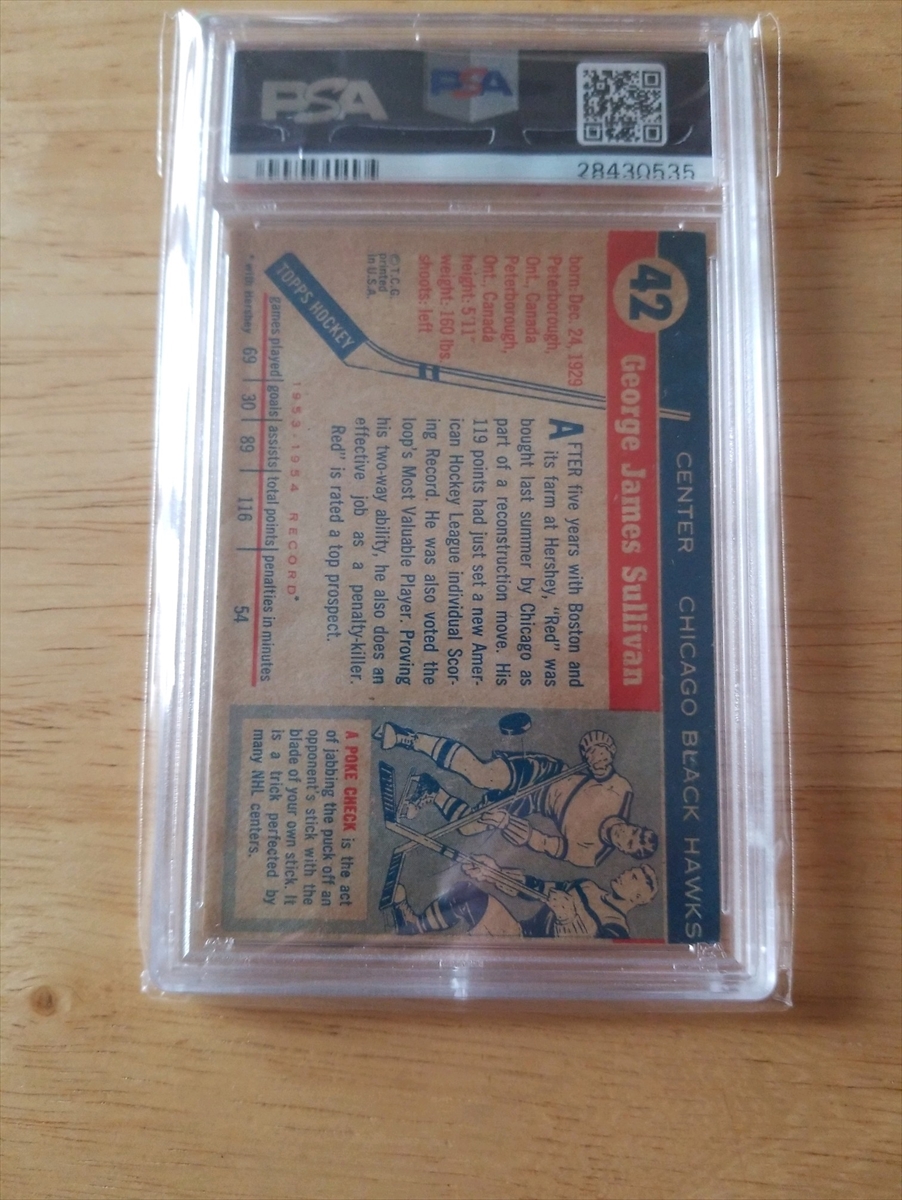 PSA
PSA
28430535
CENTER CHICAGO BLACK HAWKS
42
George James Sullivan
born: Dec. 24, 1929
Peterborough,
Ont., Canada
Peterborough,
Ont., Canada
height: 5'11"
weight: 160 lbs.
shoots: left
© T.C.G.
printed
in U.S.A.
TOPPS HOCKEY
AFTER five years with Boston and
its farm at Hershey, "Red" was
bought last summer by Chicago as
part of a reconstruction move. His
119 points had just set a new Amer-
ican Hockey League individual Scor-
ing Record. He was also voted the
loop's Most Valuable Player. Proving
his two-way ability, he also does an
effective job as a penalty-killer.
Red" is rated a top prospect.
1953-1954 RECORD*
games played goals assists total points penalties in minutes
* with Hershey 69 30 89 116 54
A POKE CHECK is the act
of jabbing the puck off an
opponent's stick with the
blade of your own stick. It
is a trick perfected by
many NHL centers.